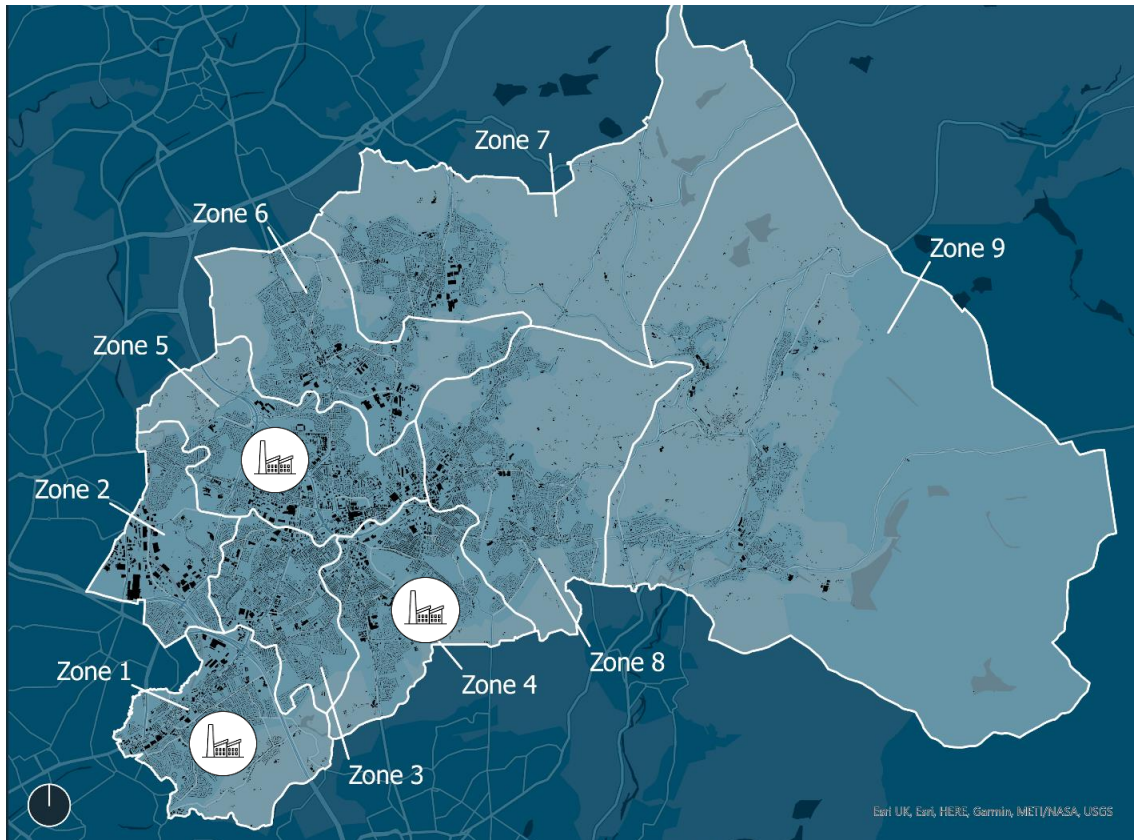 Zone 7
Zone 6
Zone 9
Zone 5
Zone 2
Zone 8
Zone 1
Zone 4
Zone 3
Esri UK, Esri, HERE, Garmin, METI/NASA, USGS